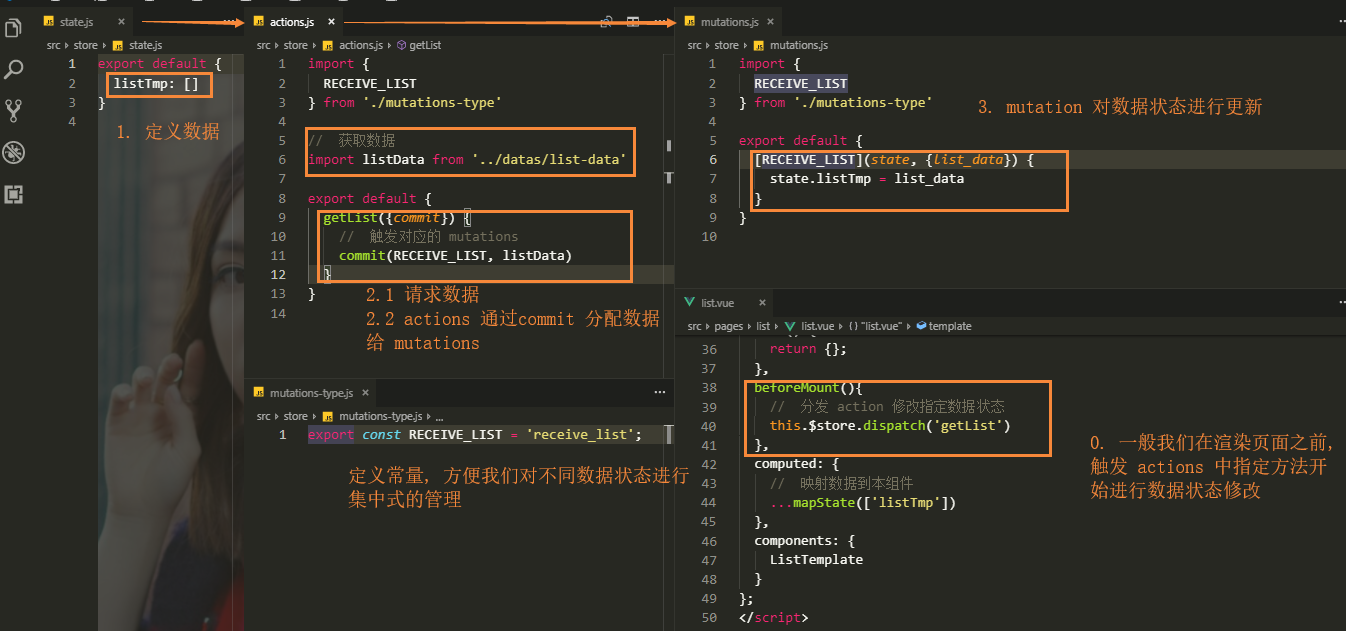 state.js ×
src › store › state.js
1 export default {
2 listTmp: []
3 }
4
1. 定义数据
actions.js ×
src › store › actions.js › getList
1 import {
2 RECEIVE_LIST
3 } from './mutations-type'
4
5 // 获取数据
6 import listData from '../datas/list-data'
7
8 export default {
9 getList({commit}) {
10 // 触发对应的 mutations
11 commit(RECEIVE_LIST, listData)
12 }
13 }
14
2.1 请求数据
2.2 actions 通过commit 分配数据
给 mutations
mutations-type.js ×
src › store › mutations-type.js › ...
1 export const RECEIVE_LIST = 'receive_list';
定义常量, 方便我们对不同数据状态进行
集中式的管理
mutations.js ×
src › store › mutations.js
1 import {
2 RECEIVE_LIST
3 } from './mutations-type'
4
5 export default {
6 [RECEIVE_LIST](state, {list_data}) {
7 state.listTmp = list_data
8 }
9 }
10
3. mutation 对数据状态进行更新
list.vue ×
src › pages › list › list.vue › {} "list.vue" › template
36 return {};
37 },
38 beforeMount(){
39 // 分发 action 修改指定数据状态
40 this.$store.dispatch('getList')
41 },
42 computed: {
43 // 映射数据到本组件
44 ...mapState(['listTmp'])
45 },
46 components: {
47 ListTemplate
48 }
49 };
50 </script>
0. 一般我们在渲染页面之前,
触发 actions 中指定方法开
始进行数据状态修改